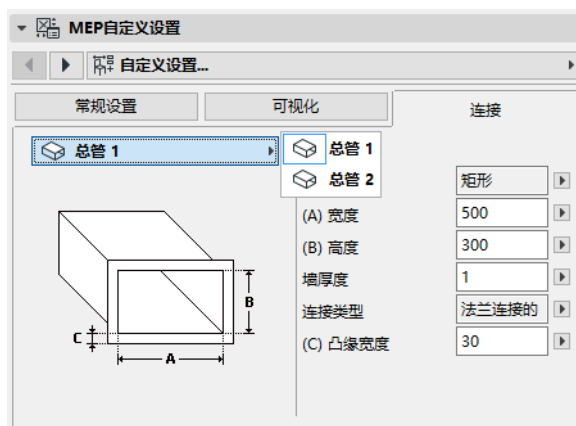 MEP自定义设置
自定义设置...
常规设置
可视化
连接
总管 1
总管 1
总管 2
矩形
(A) 宽度
500
(B) 高度
300
墙厚度
1
连接类型
法兰连接的
(C) 凸缘宽度
30
B
C
A